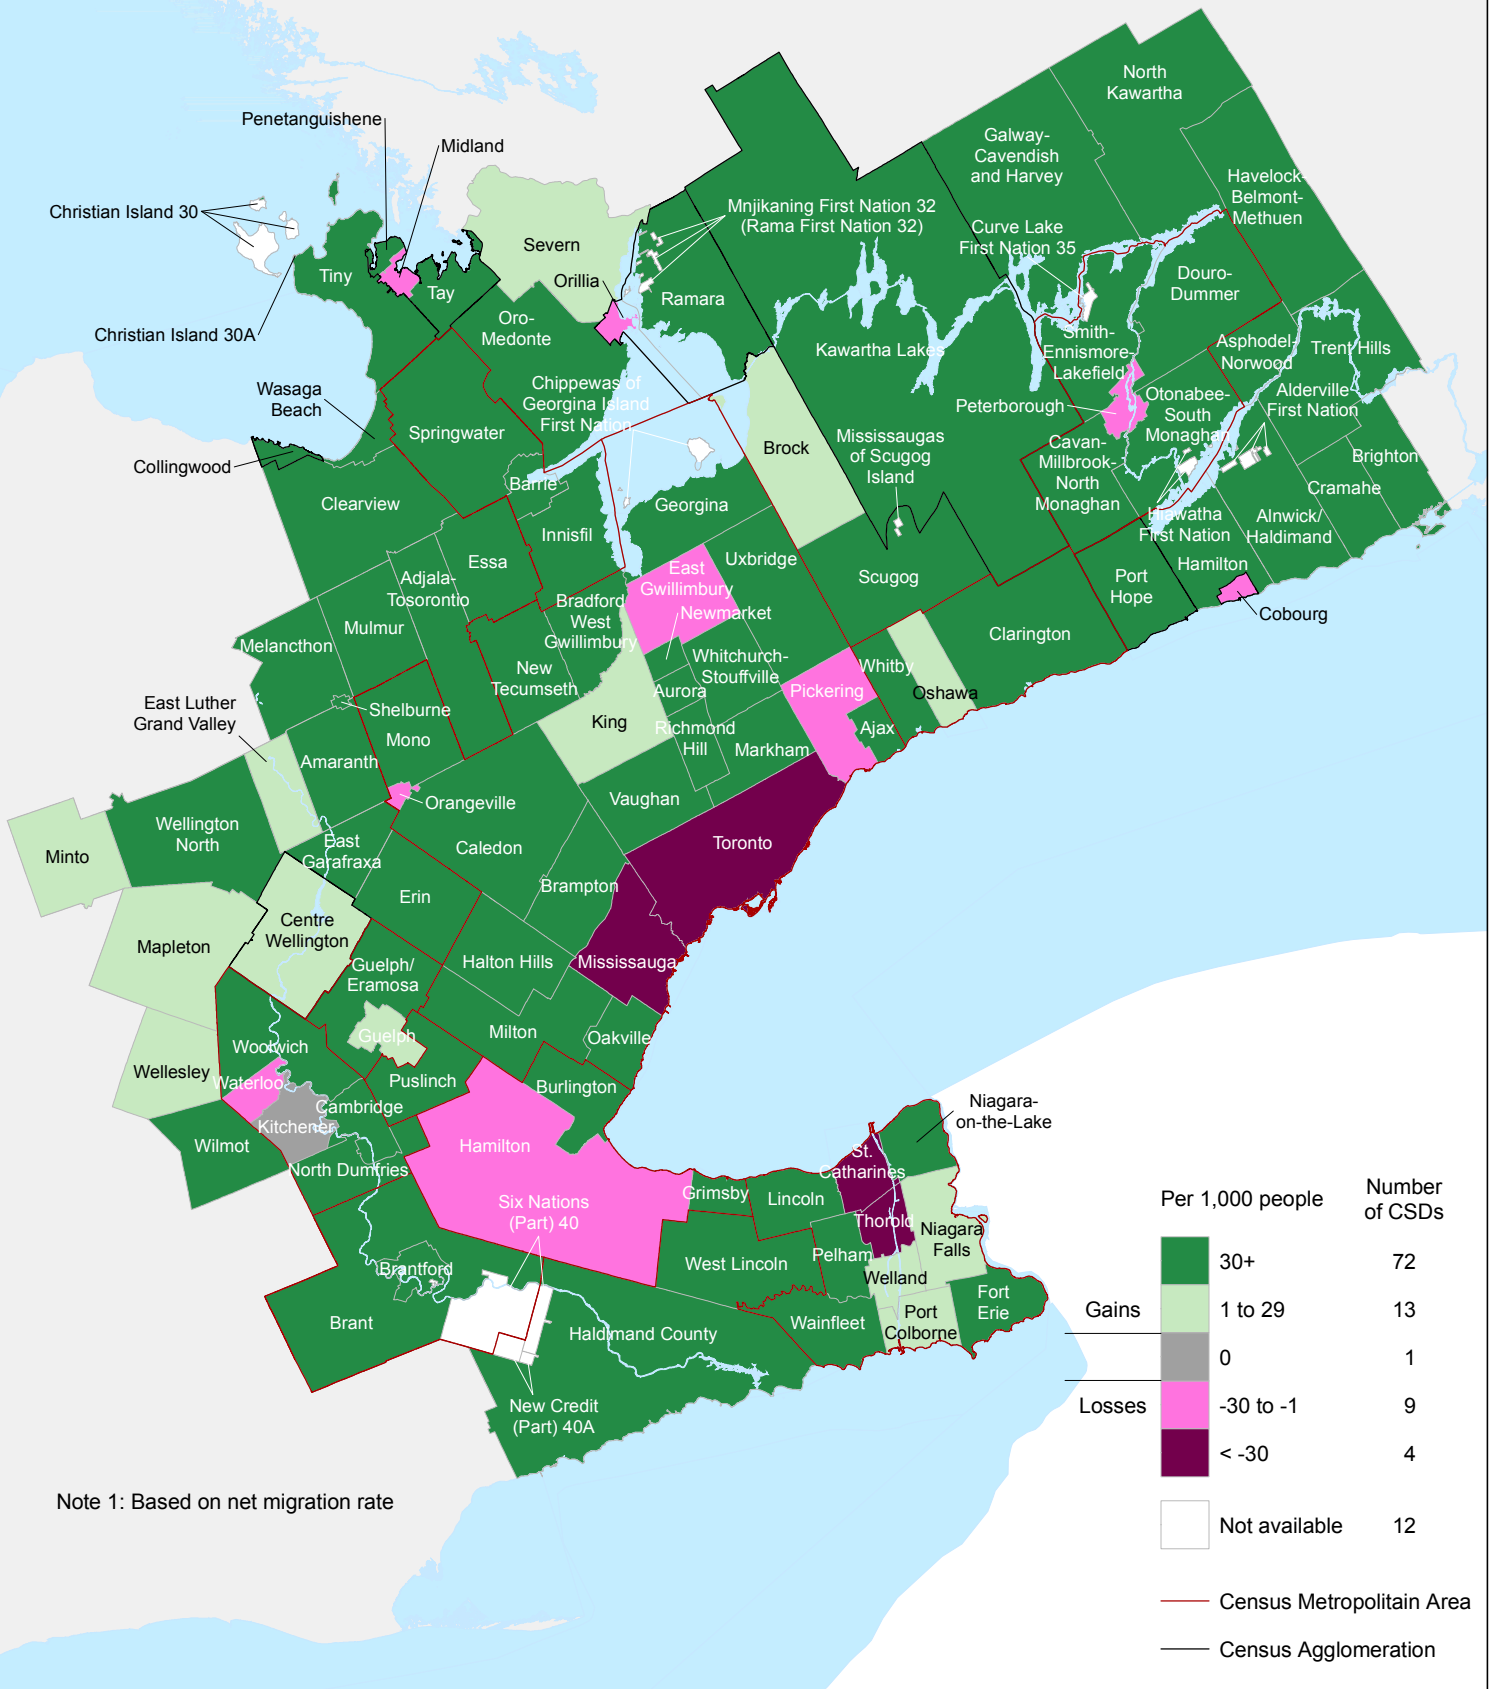 North
Kawartha
Penetanguishene
Midland
Galway-
Cavendish
and Harvey
Havelock-
Belmont-
Methuen
Christian Island 30
Mnjikaning First Nation 32
(Rama First Nation 32)
Curve Lake
First Nation 35
Severn
Tiny
Tay
Orillia
Ramara
Douro-
Dummer
Christian Island 30A
Oro-
Medonte
Kawartha Lakes
Smith-
Ennismore-
Lakefield
Asphodel-
Norwood
Trent Hills
Wasaga
Beach
Chippewas of
Georgina Island
First Nation
Peterborough
Otonabee-
South
Monaghan
Alderville
First Nation
Springwater
Brock
Mississaugas
of Scugog
Island
Cavan-
Millbrook-
North
Monaghan
Brighton
Collingwood
Clearview
Barrie
Georgina
Cramahe
Innisfil
Hiawatha
First Nation
Alnwick/
Haldimand
Essa
Adjala-
Tosorontio
East
Gwillimbury
Uxbridge
Scugog
Hamilton
Port
Hope
Bradford
West
Gwillimbury
Newmarket
Cobourg
Mulmur
Melancthon
Clarington
New
Tecumseth
Whitchurch-
Stouffville
Whitby
Aurora
Pickering
Oshawa
East Luther
Grand Valley
Shelburne
Mono
King
Richmond
Hill
Ajax
Amaranth
Markham
Vaughan
Orangeville
Wellington
North
East
Garafraxa
Caledon
Toronto
Minto
Erin
Brampton
Centre
Wellington
Mapleton
Guelph/
Eramosa
Halton Hills
Mississauga
Guelph
Milton
Oakville
Woolwich
Wellesley
Waterloo
Puslinch
Burlington
Cambridge
Kitchener
Wilmot
Hamilton
North Dumfries
Niagara-
on-the-Lake
St.
Catharines
Grimsby
Lincoln
Six Nations
(Part) 40
Thorold
Niagara
Falls
Pelham
West Lincoln
Brantford
Welland
Fort
Erie
Brant
Haldimand County
Wainfleet
Port
Colborne
New Credit
(Part) 40A
Per 1,000 people
Number
of CSDs
30+ 72
Gains 1 to 29 13
0 1
Losses -30 to -1 9
< -30 4
Not available 12
Census Metropolitain Area
Census Agglomeration
Note 1: Based on net migration rate